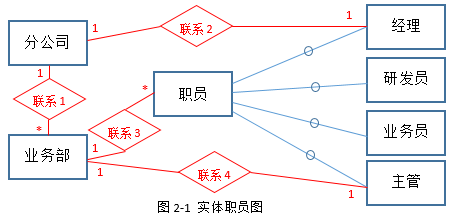 1
联系 2
1
经理
分公司
1
联系 1
*
职员
研发员
*
联系 3
业务员
业务部
1
1
联系 4
1
主管
图 2-1 实体职员图